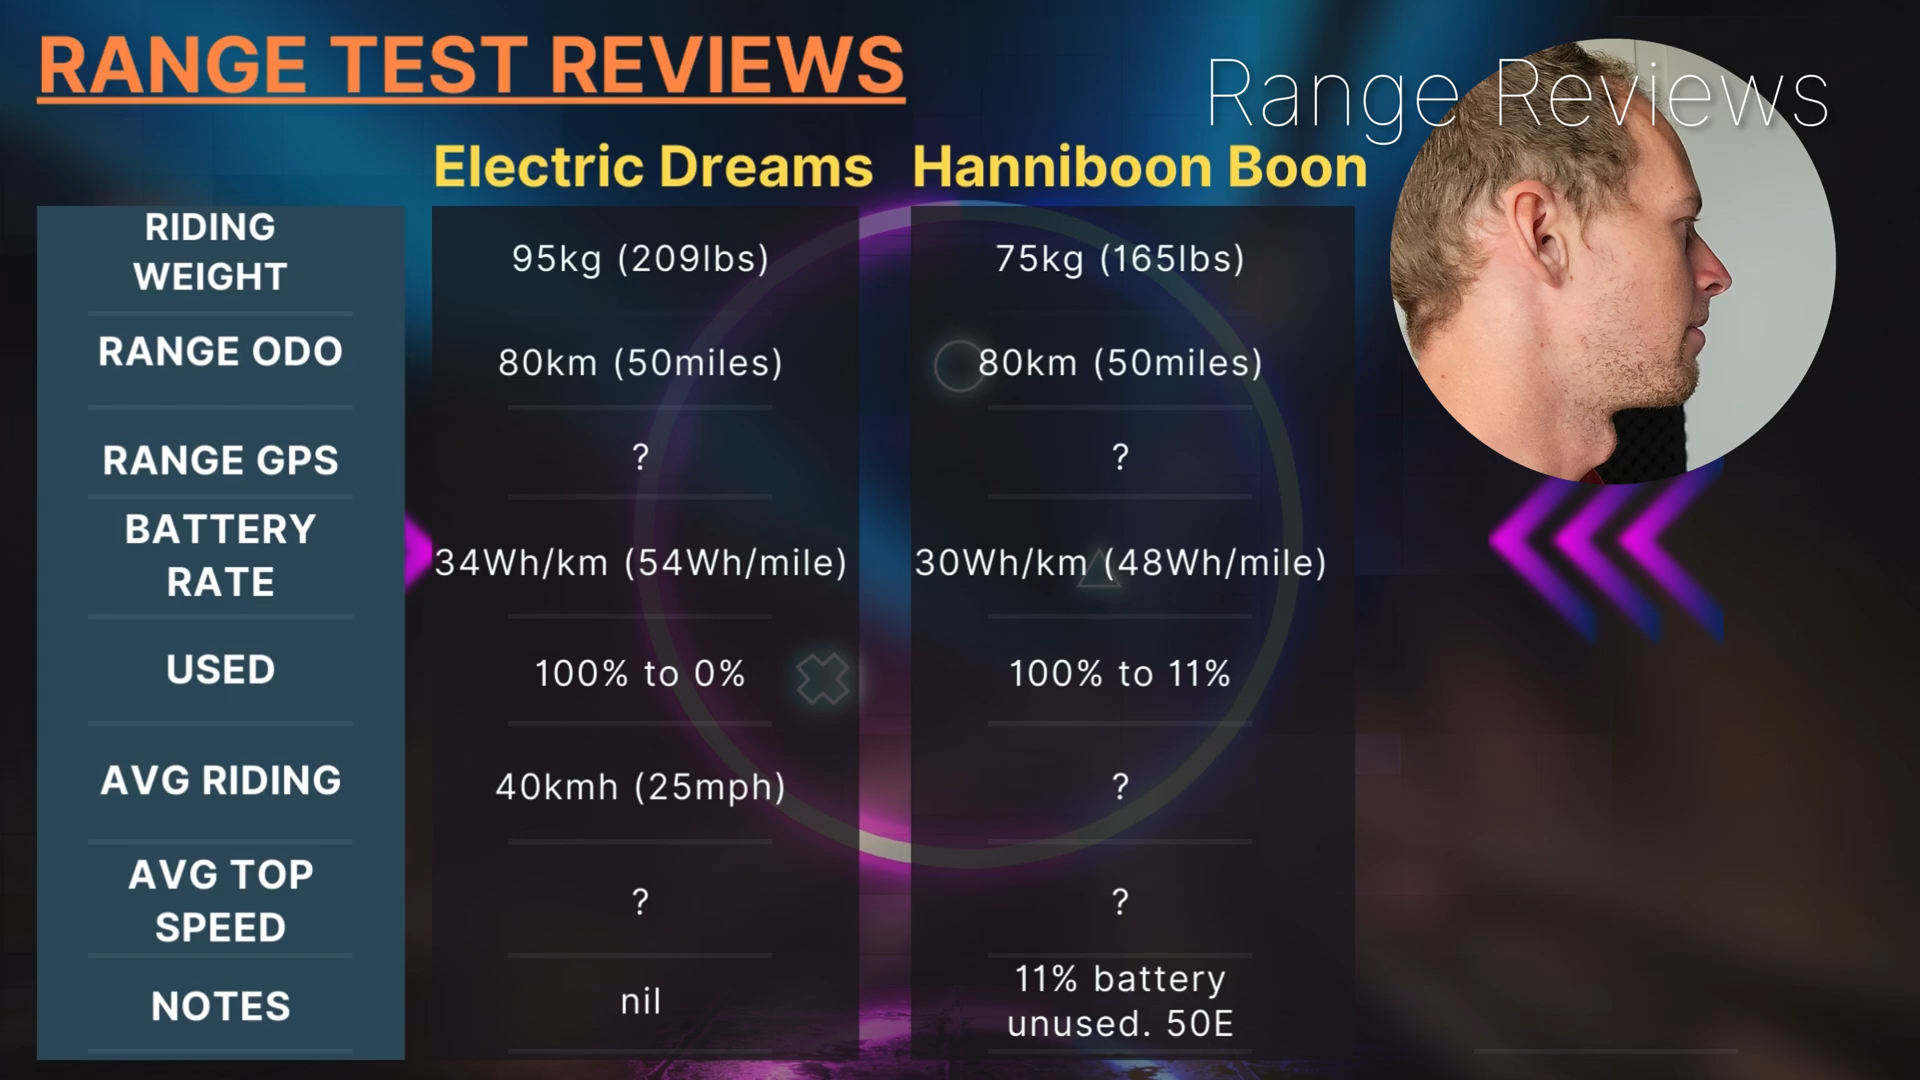 RANGE TEST REVIEWS
Range Reviews
Electric Dreams Hanniboon Boon
RIDING
WEIGHT
95kg (209lbs) 75kg (165lbs)
RANGE ODO 80km (50miles) 80km (50miles)
RANGE GPS ? ?
BATTERY
RATE
34Wh/km (54Wh/mile) 30Wh/km (48Wh/mile)
USED 100% to 0% 100% to 11%
AVG RIDING 40kmh (25mph) ?
AVG TOP
SPEED
? ?
NOTES nil 11% battery
unused. 50E